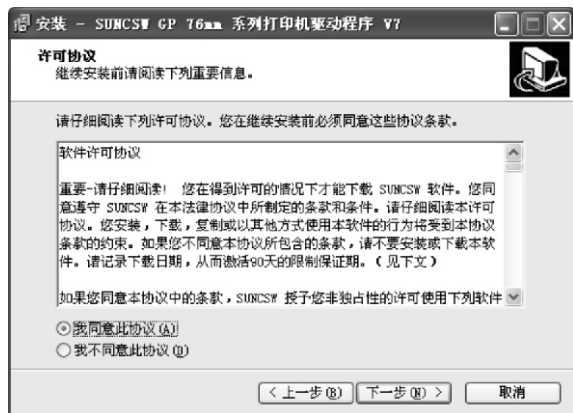 安装 - SUNCSW GP 76mm 系列打印机驱动程序 V7
许可协议
继续安装前请阅读下列重要信息。
请仔细阅读下列许可协议。您在继续安装前必须同意这些协议条款。
软件许可协议
重要-请仔细阅读! 您在得到许可的情况下才能下载 SUNCSW 软件。您同
意遵守 SUNCSW 在本法律协议中所制定的条款和条件。请仔细阅读本许可
协议。您安装,下载,复制或以其他方式使用本软件的行为将受到本协议
条款的约束。如果您不同意本协议所包含的条款,请不要安装或下载本软
件。请记录下载日期,从而激活90天的限制保证期。(见下文)
如果您同意本协议中的条款,SUNCSW 授予您非独占性的许可使用下列软件
我同意此协议(A)
我不同意此协议(D)
< 上一步(B)
下一步(N) >
取消